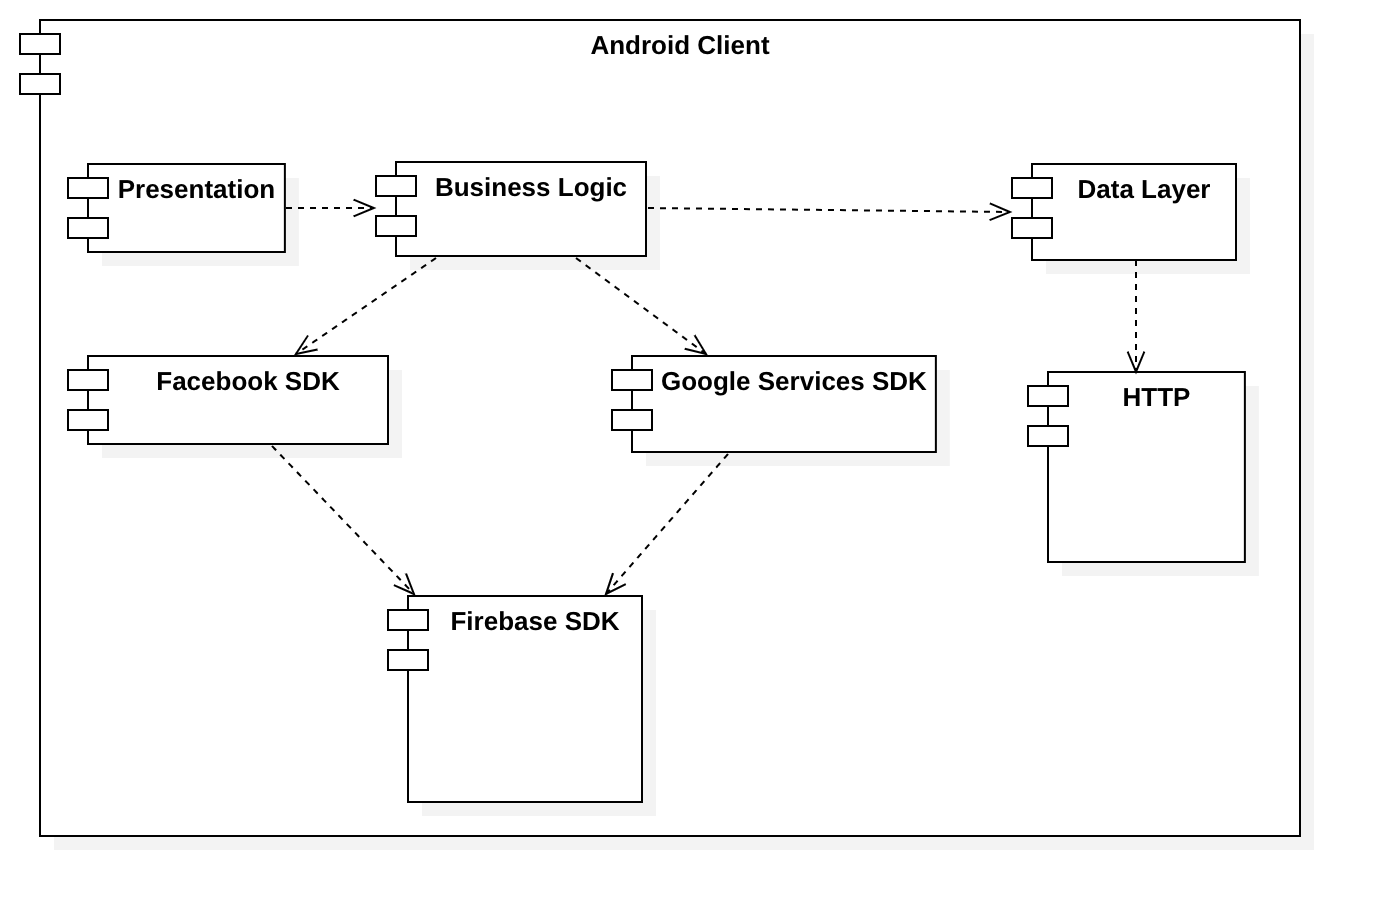 Android Client
Presentation
Business Logic
Data Layer
Facebook SDK
Google Services SDK
HTTP
Firebase SDK